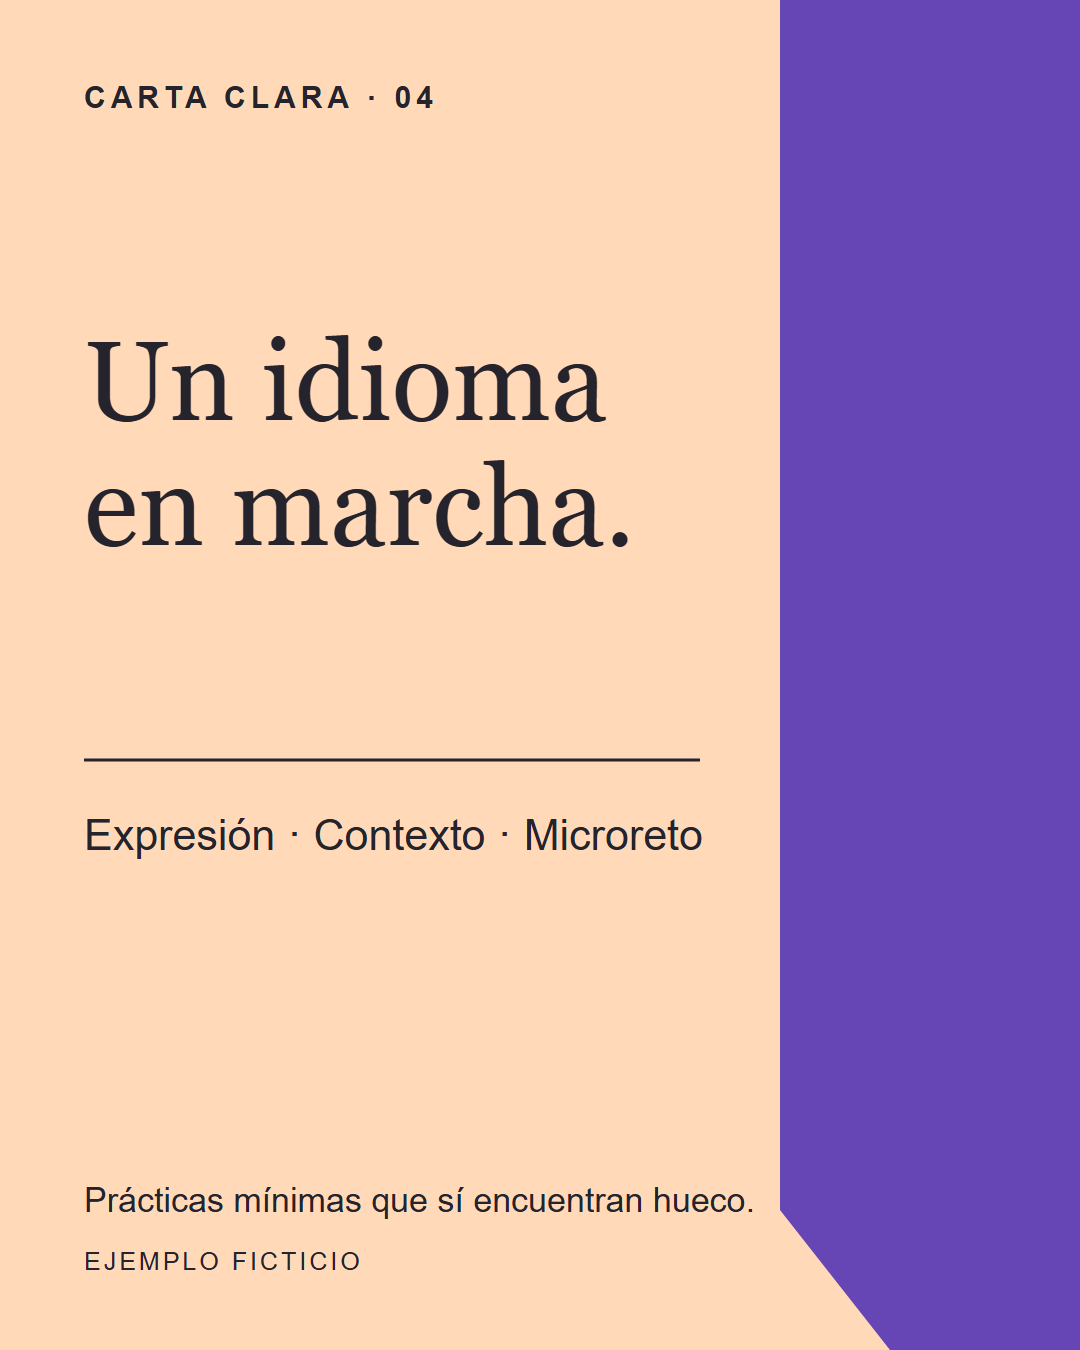 CARTA CLARA · 04
Un idioma
en marcha.
Expresión · Contexto · Microreto
Prácticas mínimas que sí encuentran hueco.
EJEMPLO FICTICIO